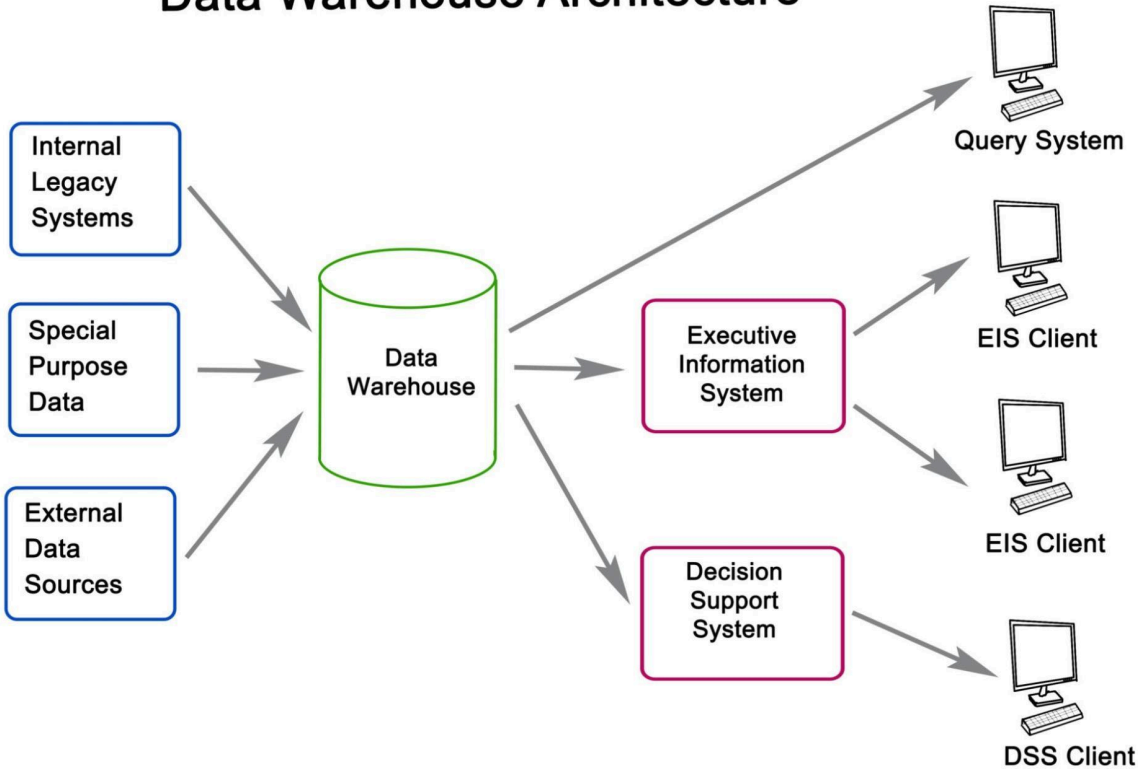 Data Warehouse Architecture
Internal
Legacy
Systems
Special
Purpose
Data
External
Data
Sources
Data
Warehouse
Executive
Information
System
Decision
Support
System
Query System
EIS Client
EIS Client
DSS Client